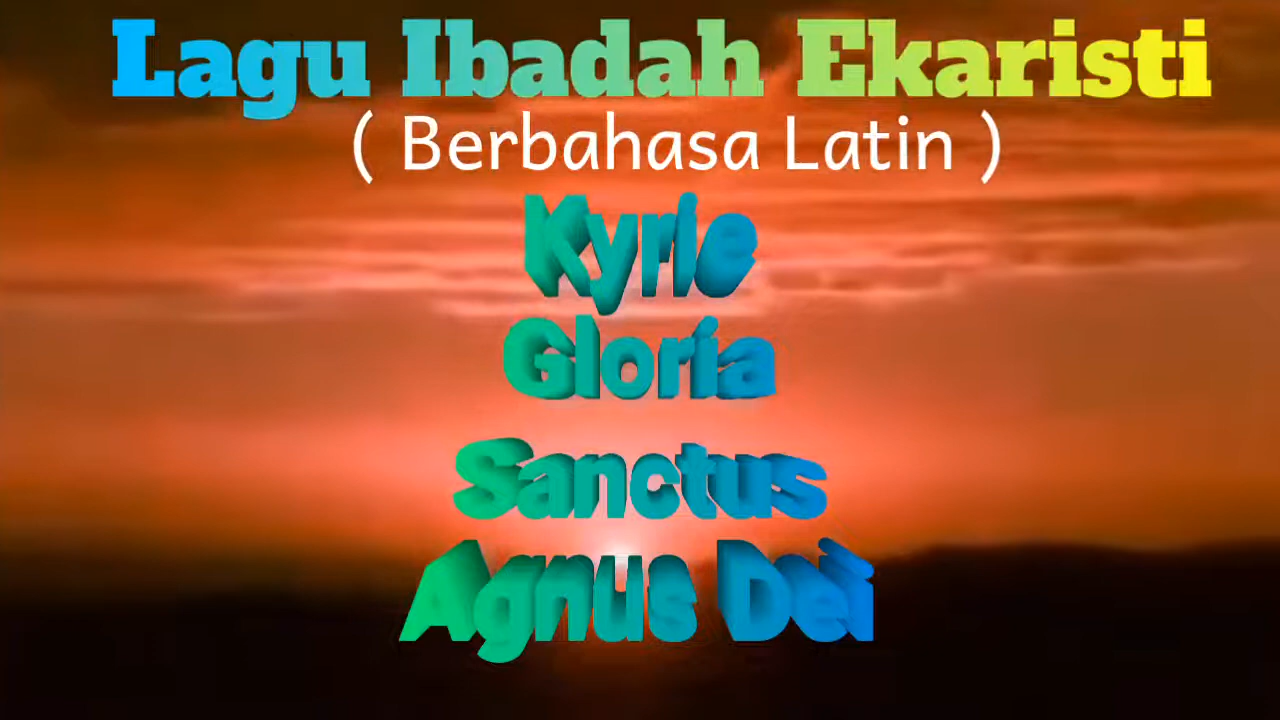 Lagu Ibadah Ekaristi
( Berbahasa Latin )
Kyrie
Gloria
Sanctus
Agnus Dei